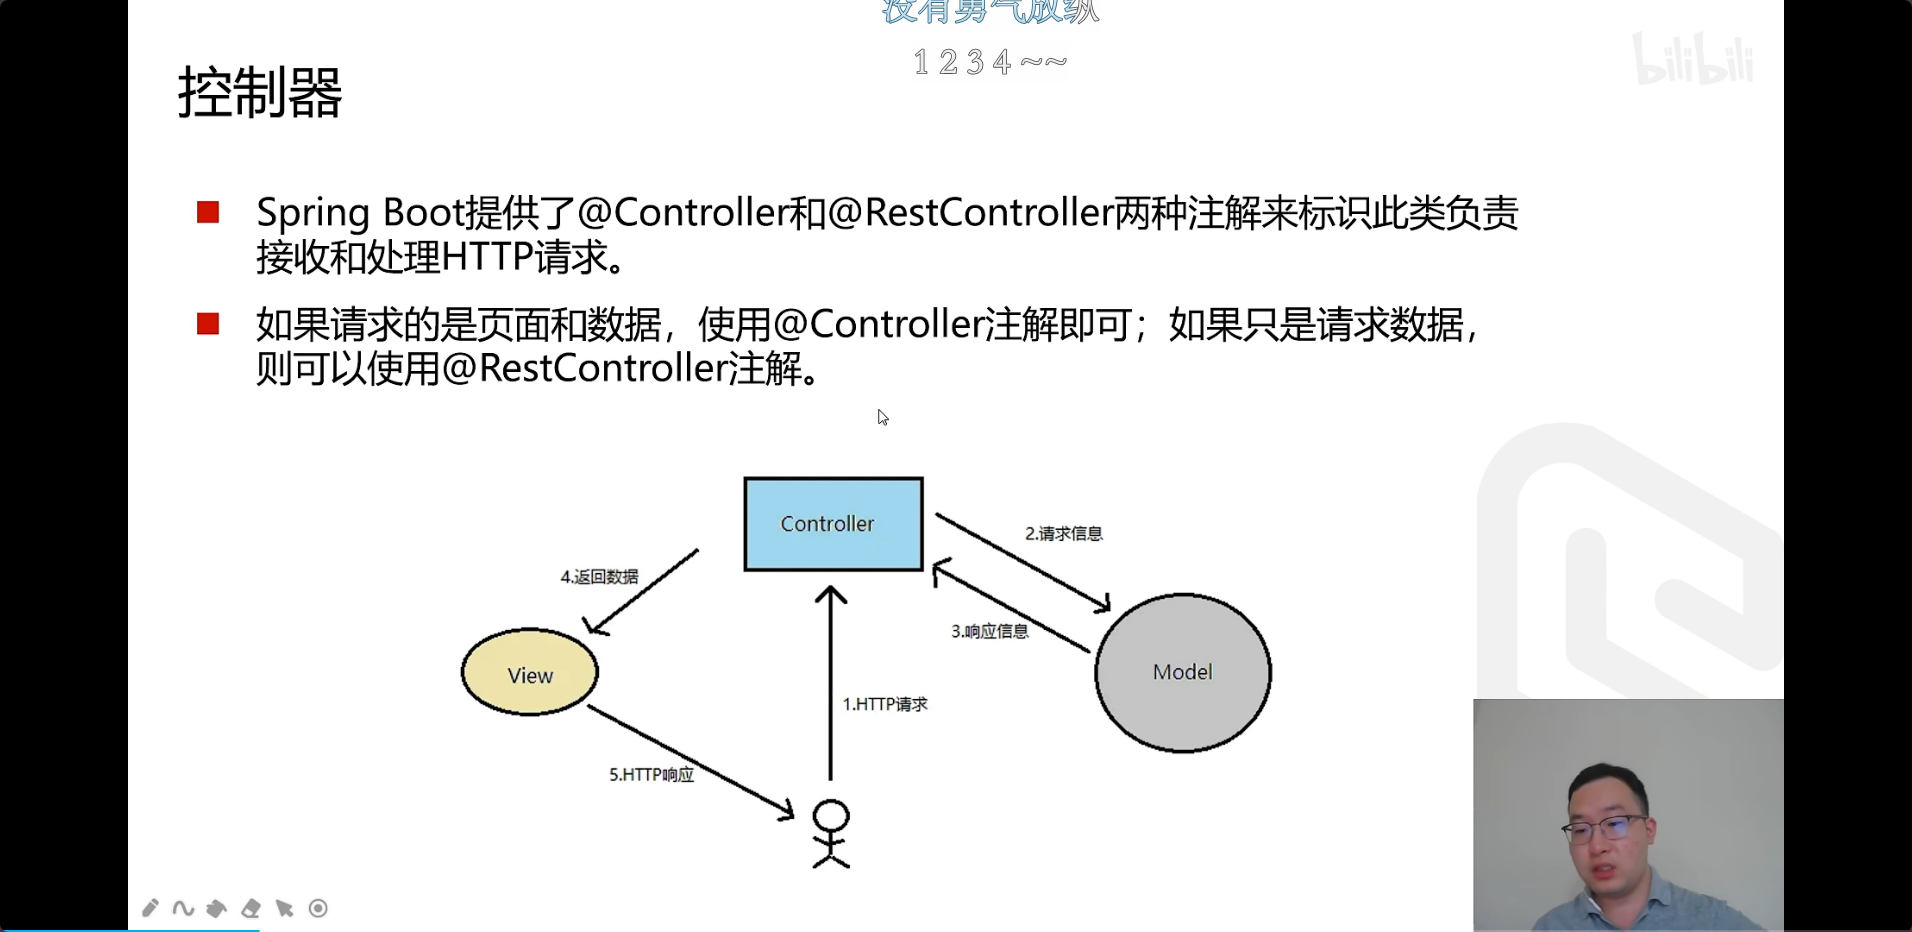 没有勇气放纵
1 2 3 4 ~~
bilibili
控制器
Spring Boot提供了@Controller和@RestController两种注解来标识此类负责
接收和处理HTTP请求。
如果请求的是页面和数据，使用@Controller注解即可；如果只是请求数据，
则可以使用@RestController注解。
Controller
2.请求信息
4.返回数据
3.响应信息
View
Model
1.HTTP请求
5.HTTP响应